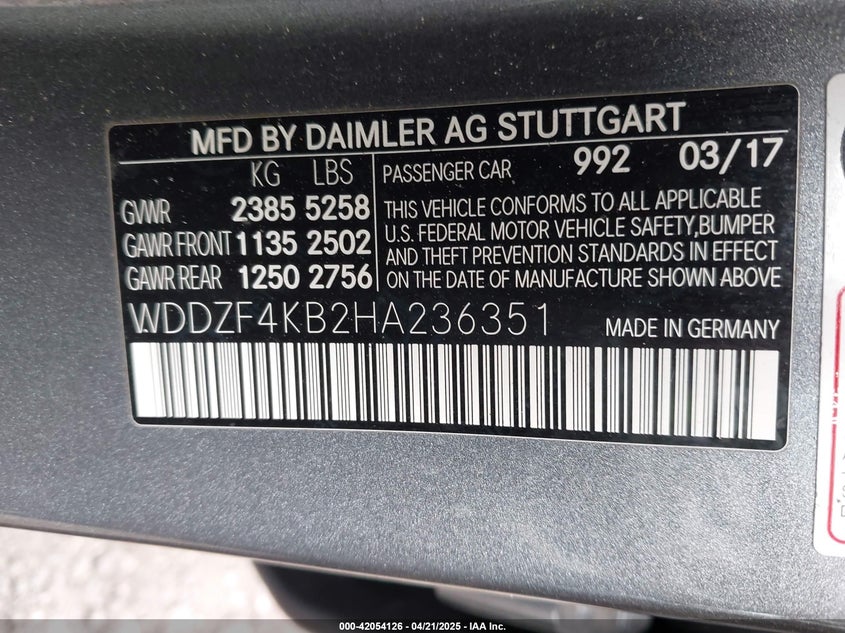 MFD BY DAIMLER AG STUTTGART
KG LBS
GVWR 2385 5258
GAWR FRONT 1135 2502
GAWR REAR 1250 2756
PASSENGER CAR 992 03/17
THIS VEHICLE CONFORMS TO ALL APPLICABLE
U.S. FEDERAL MOTOR VEHICLE SAFETY,BUMPER
AND THEFT PREVENTION STANDARDS IN EFFECT
ON THE DATE OF MANUFACTURE SHOWN ABOVE
WDDZF4KB2HA236351 MADE IN GERMANY
000-42054126 - 04/21/2025 - IAA Inc.